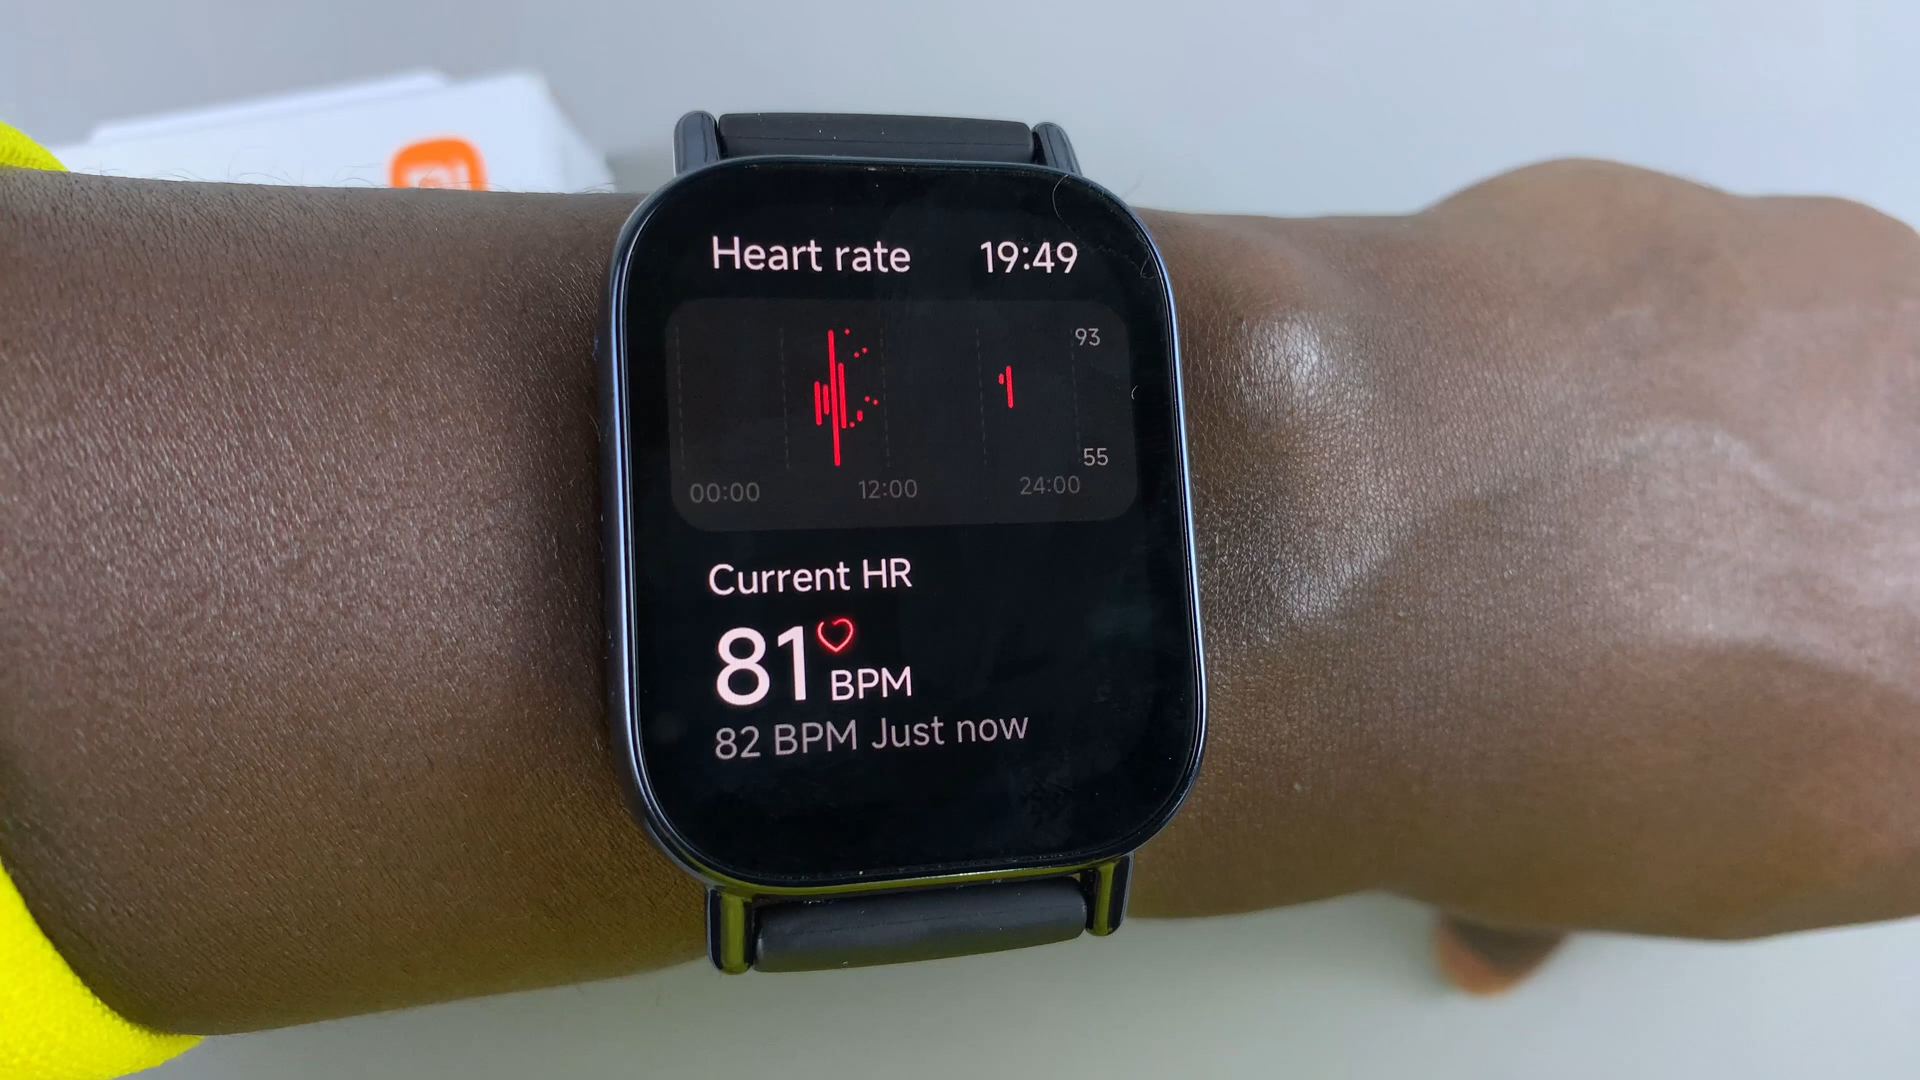 Heart rate 19:49
93
55
00:00 12:00 24:00
Current HR
81 BPM
82 BPM Just now